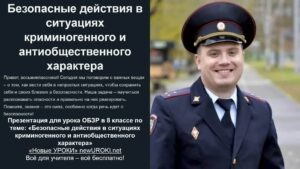 Безопасные действия в
ситуациях
криминогенного и
антиобщественного
характера
Привет, восьмиклассники! Сегодня мы поговорим о важных вещах
– о том, как вести себя в непростых ситуациях, чтобы сохранить
себя и своих близких в безопасности. Наша задача – научиться
распознавать опасность и правильно на нее реагировать.
Помните, знания – это сила, особенно когда речь идет о
безопасности!
Презентация для урока ОБЗР в 8 классе по
теме: «Безопасные действия в ситуациях
криминогенного и антиобщественного
характера»
«Новые УРОКИ» newUROKI.net
Всё для учителя – всё бесплатно!